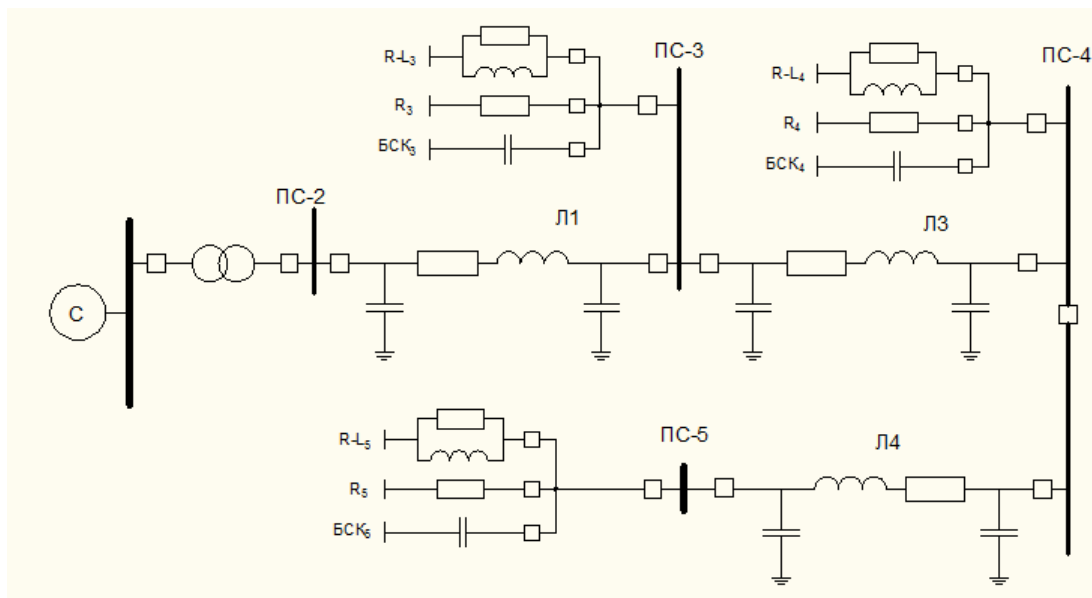 ПС-3
ПС-4
R-L₃
R-L₄
R₃
R₄
БСК₃
БСК₄
ПС-2
Л1
Л3
С
ПС-5
Л4
R-L₅
R₅
БСК₅